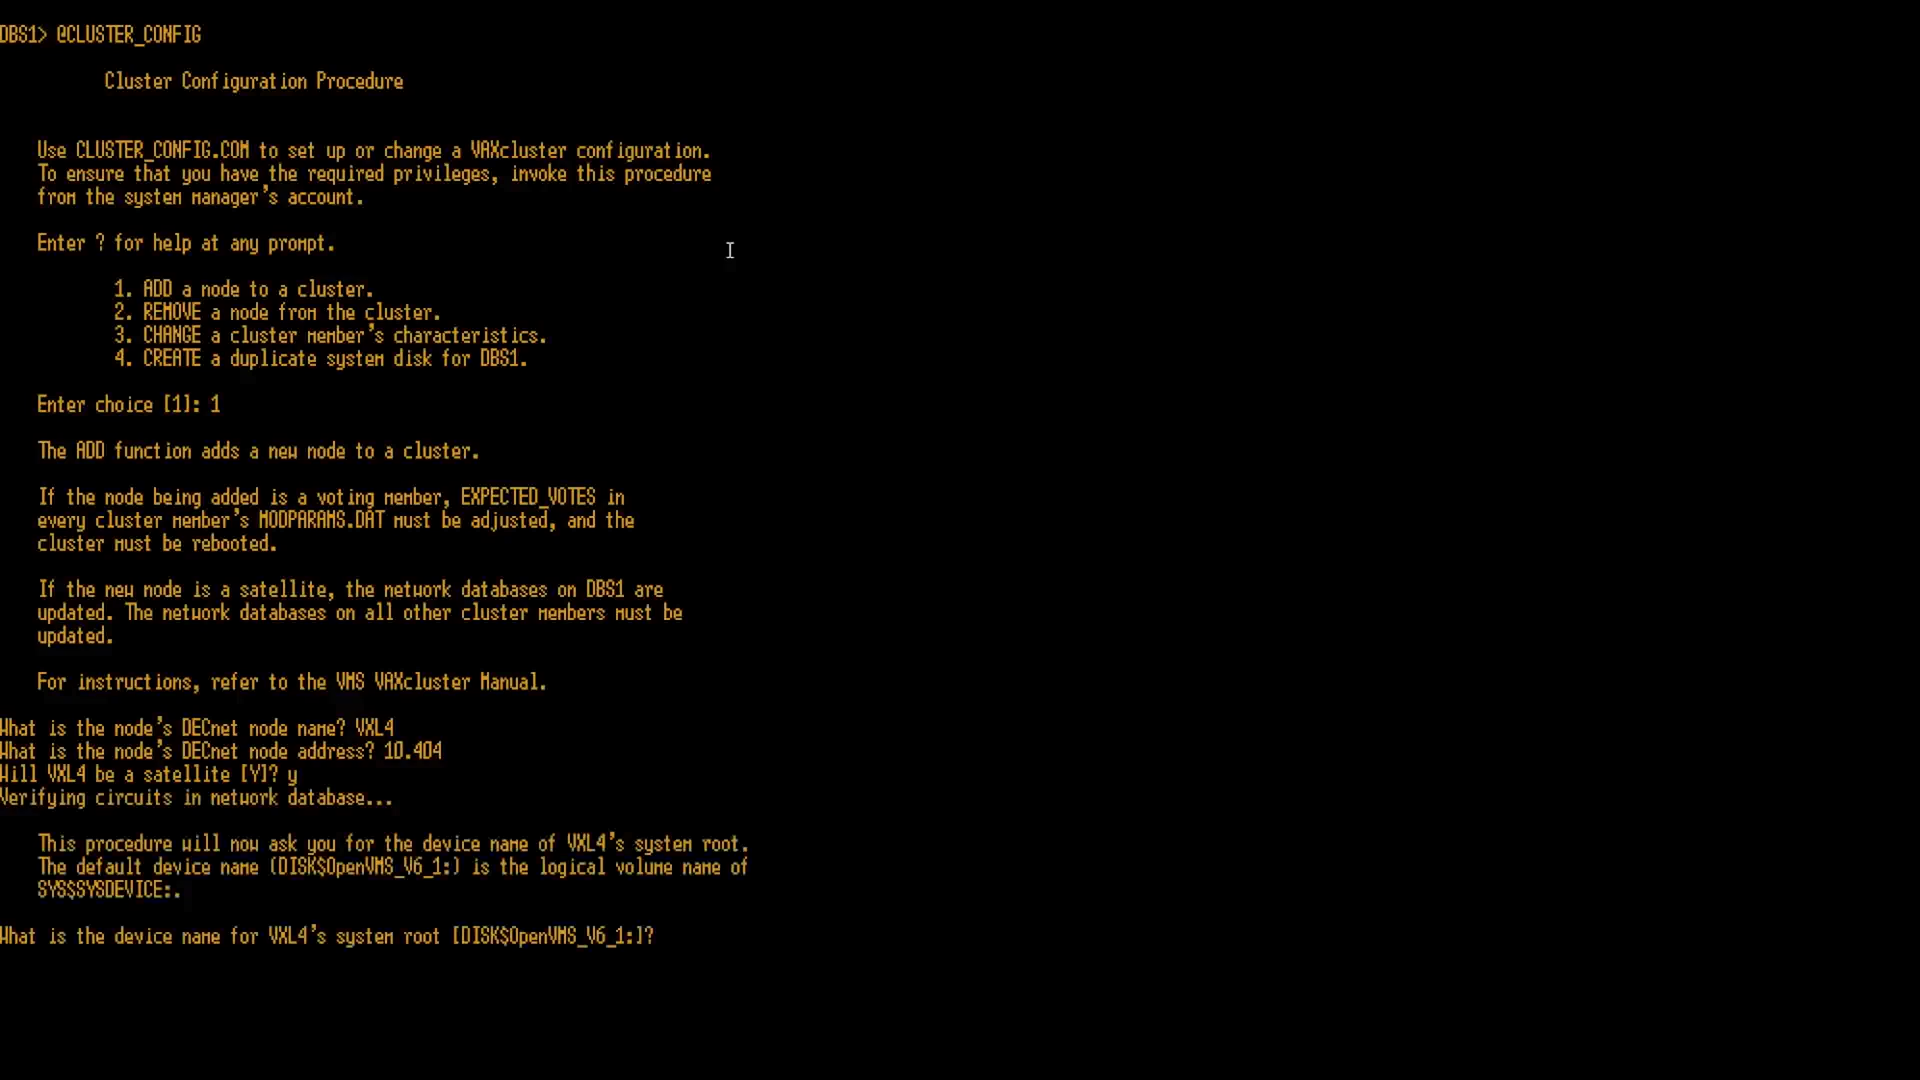 DBS1> @CLUSTER_CONFIG
Cluster Configuration Procedure
Use CLUSTER_CONFIG.COM to set up or change a VAXcluster configuration.
To ensure that you have the required privileges, invoke this procedure
from the system manager's account.
Enter ? for help at any prompt.
1. ADD a node to a cluster.
2. REMOVE a node from the cluster.
3. CHANGE a cluster member's characteristics.
4. CREATE a duplicate system disk for DBS1.
Enter choice [1]: 1
The ADD function adds a new node to a cluster.
If the node being added is a voting member, EXPECTED_VOTES in
every cluster member's MODPARAMS.DAT must be adjusted, and the
cluster must be rebooted.
If the new node is a satellite, the network databases on DBS1 are
updated. The network databases on all other cluster members must be
updated.
For instructions, refer to the VMS VAXcluster Manual.
What is the node's DECnet node name? VXL4
What is the node's DECnet node address? 10.404
Will VXL4 be a satellite [Y]? y
Verifying circuits in network database...
This procedure will now ask you for the device name of VXL4's system root.
The default device name (DISK$OpenVMS_V6_1:) is the logical volume name of
SYS$SYSDEVICE:.
What is the device name for VXL4's system root [DISK$OpenVMS_V6_1:]?